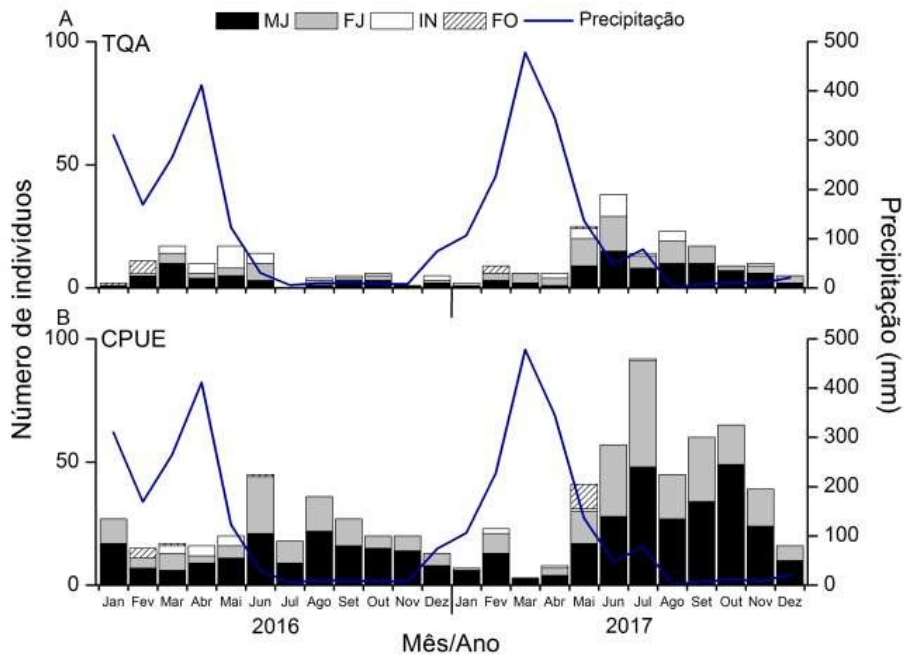 A MJ FJ IN FO Precipitação
TQA
100
50
0
500
400
300
200
100
0
B
CPUE
100
50
0
500
400
300
200
100
0
Número de indivíduos
Precipitação (mm)
Jan Fev Mar Abr Mai Jun Jul Ago Set Out Nov Dez Jan Fev Mar Abr Mai Jun Jul Ago Set Out Nov Dez
2016 2017
Mês/Ano